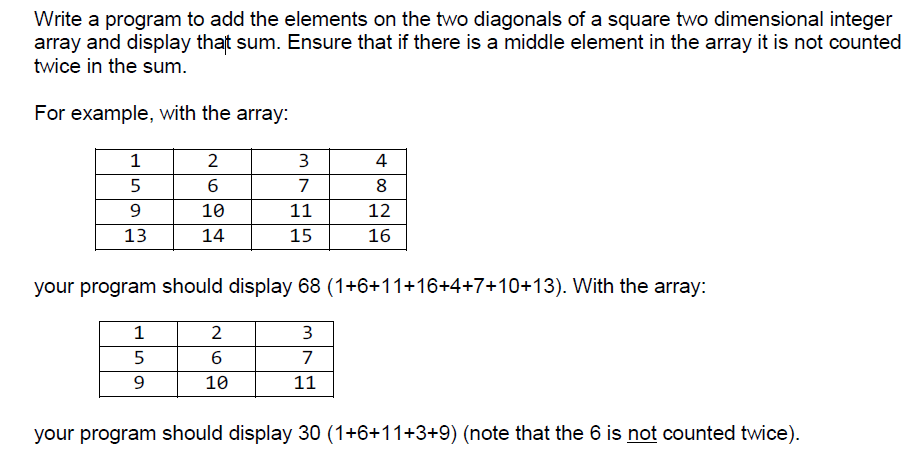 Write a program to add the elements on the two diagonals of a square two dimensional integer
array and display that sum. Ensure that if there is a middle element in the array it is not counted
twice in the sum.
For example, with the array:
1 2 3 4
5 6 7 8
9 10 11 12
13 14 15 16
your program should display 68 (1+6+11+16+4+7+10+13). With the array:
1 2 3
5 6 7
9 10 11
your program should display 30 (1+6+11+3+9) (note that the 6 is not counted twice).